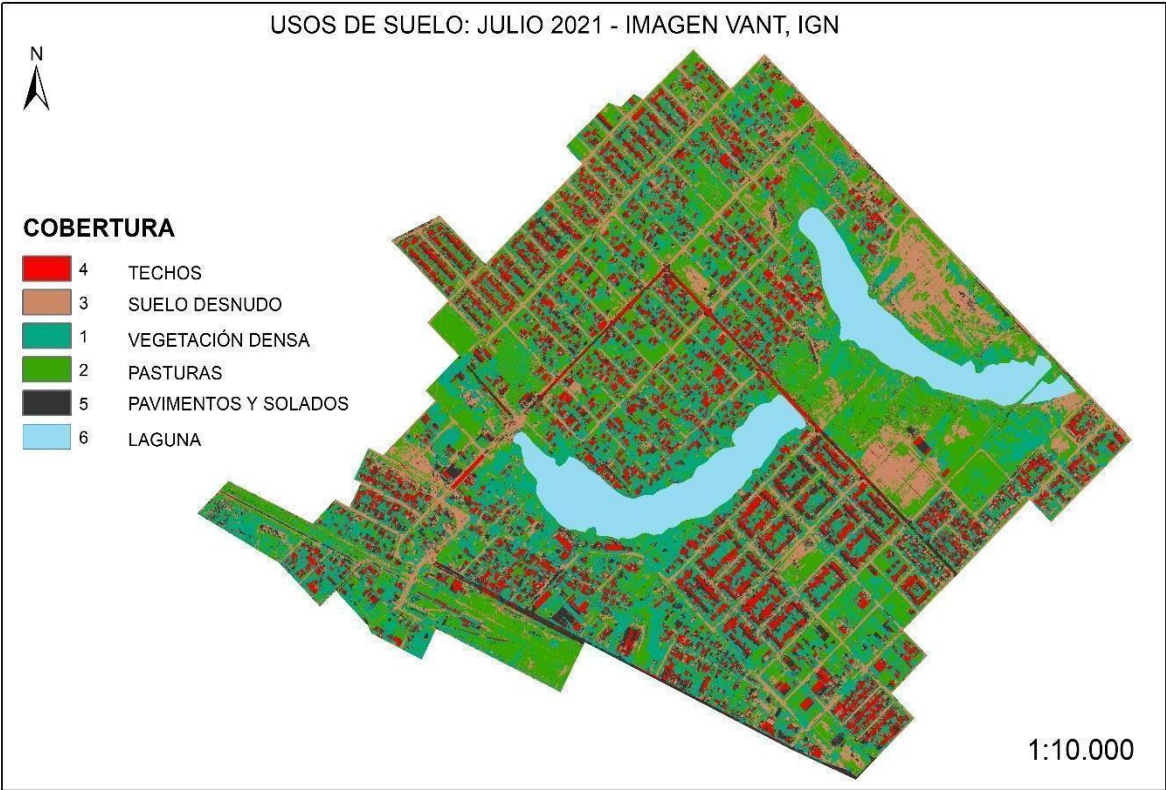 USOS DE SUELO: JULIO 2021 - IMAGEN VANT, IGN
N
COBERTURA
4 TECHOS
3 SUELO DESNUDO
1 VEGETACIÓN DENSA
2 PASTURAS
5 PAVIMENTOS Y SOLADOS
6 LAGUNA
1:10.000